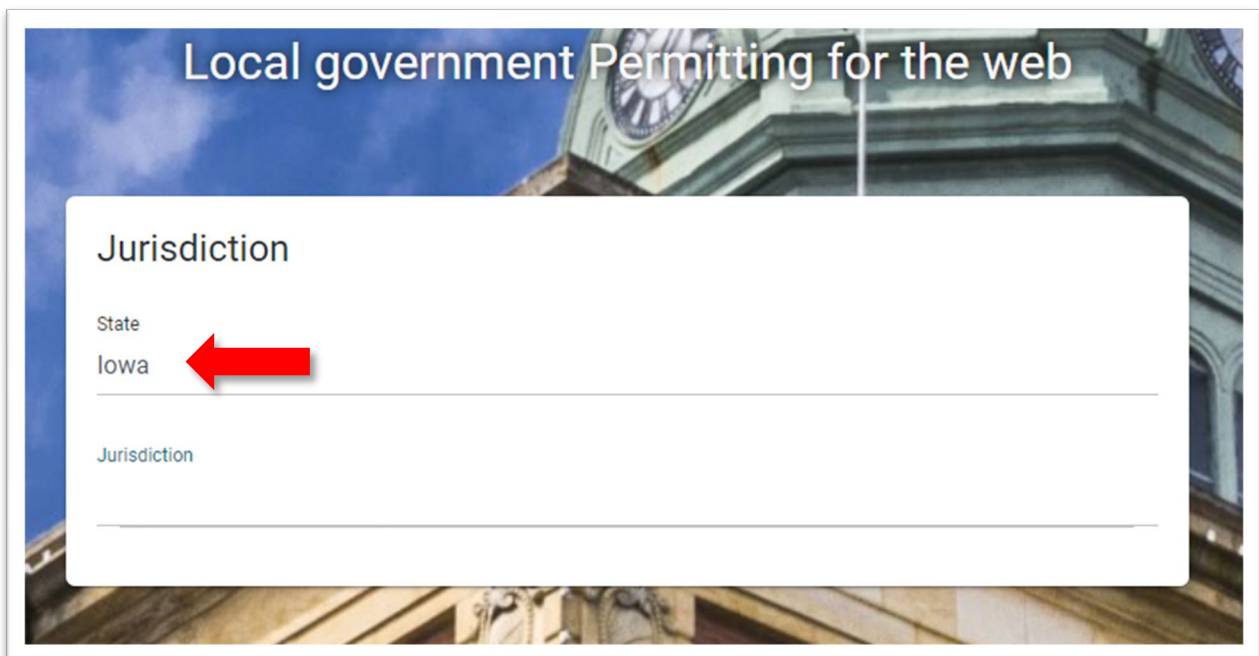 Local government Permitting for the web
Jurisdiction
State
Iowa
Jurisdiction